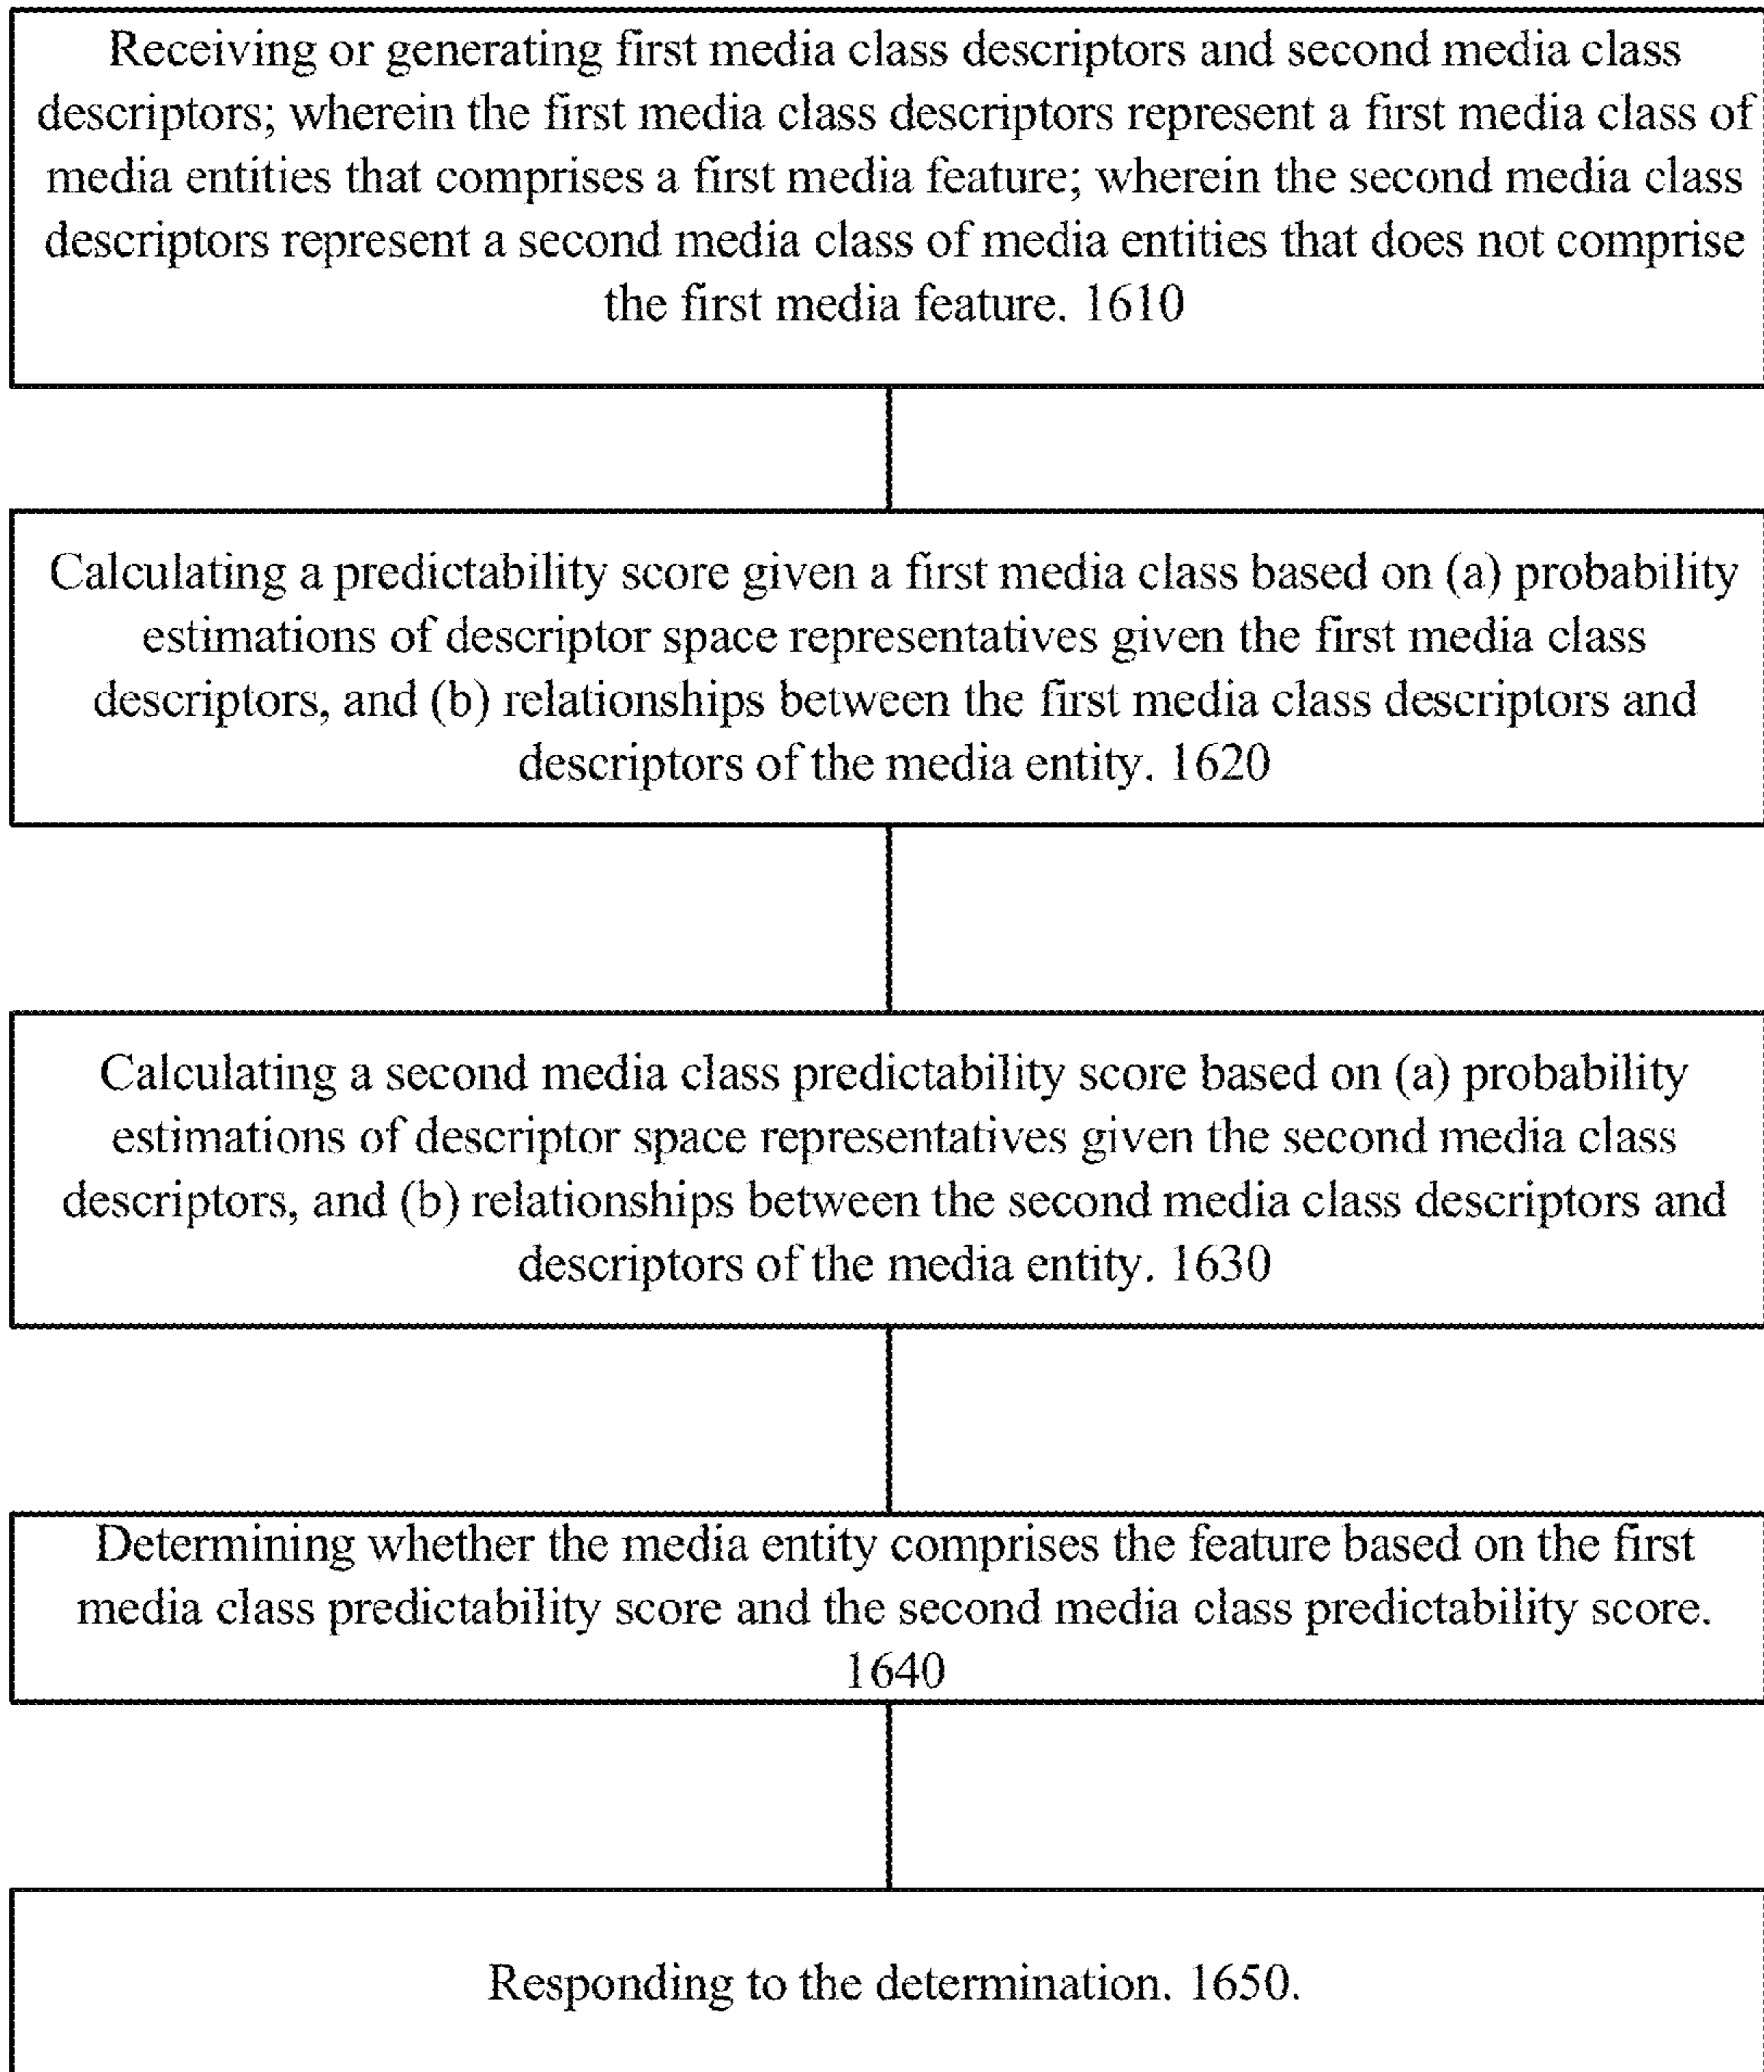 Receiving or generating first media class descriptors and second media class
descriptors; wherein the first media class descriptors represent a first media class of
media entities that comprises a first media feature; wherein the second media class
descriptors represent a second media class of media entities that does not comprise
the first media feature. 1610
Calculating a predictability score given a first media class based on (a) probability
estimations of descriptor space representatives given the first media class
descriptors, and (b) relationships between the first media class descriptors and
descriptors of the media entity. 1620
Calculating a second media class predictability score based on (a) probability
estimations of descriptor space representatives given the second media class
descriptors, and (b) relationships between the second media class descriptors and
descriptors of the media entity. 1630
Determining whether the media entity comprises the feature based on the first
media class predictability score and the second media class predictability score.
1640
Responding to the determination. 1650.